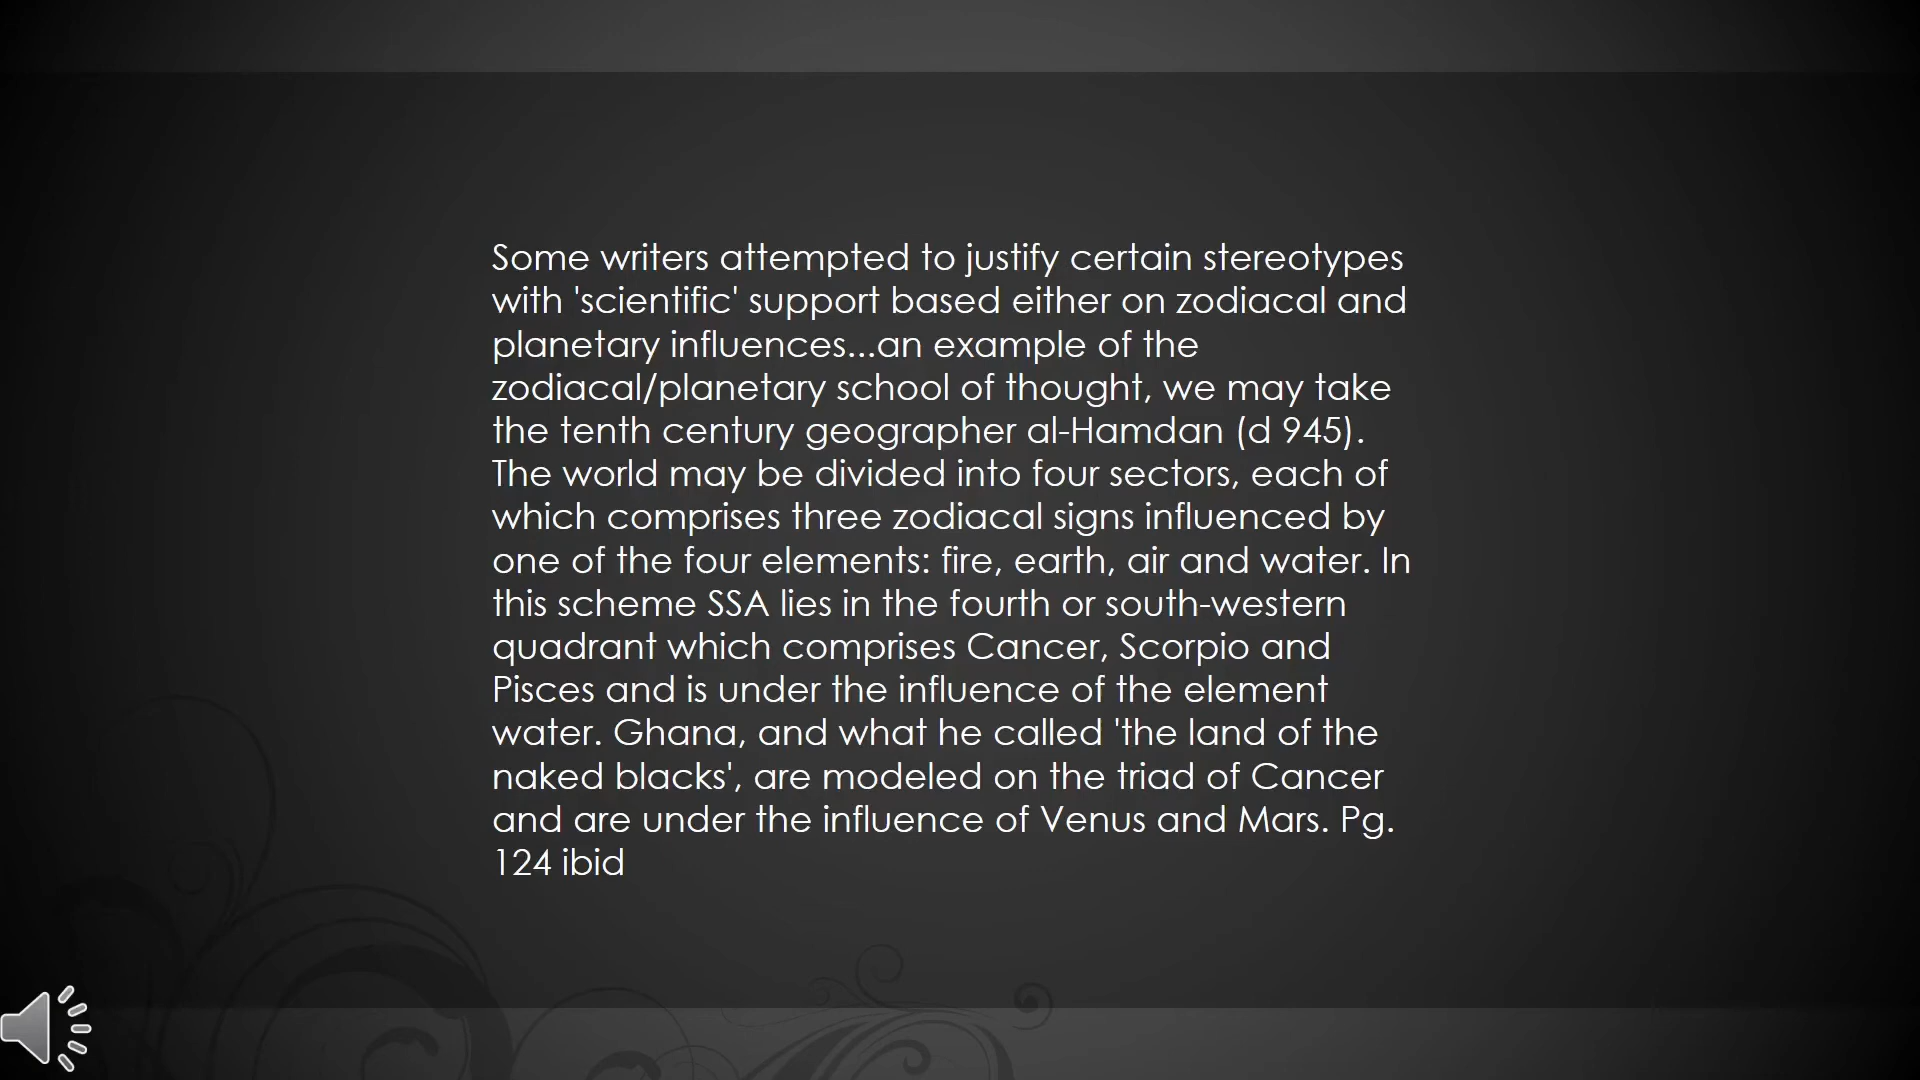 Some writers attempted to justify certain stereotypes
with 'scientific' support based either on zodiacal and
planetary influences...an example of the
zodiacal/planetary school of thought, we may take
the tenth century geographer al-Hamdan (d 945).
The world may be divided into four sectors, each of
which comprises three zodiacal signs influenced by
one of the four elements: fire, earth, air and water. In
this scheme SSA lies in the fourth or south-western
quadrant which comprises Cancer, Scorpio and
Pisces and is under the influence of the element
water. Ghana, and what he called 'the land of the
naked blacks', are modeled on the triad of Cancer
and are under the influence of Venus and Mars. Pg.
124 ibid